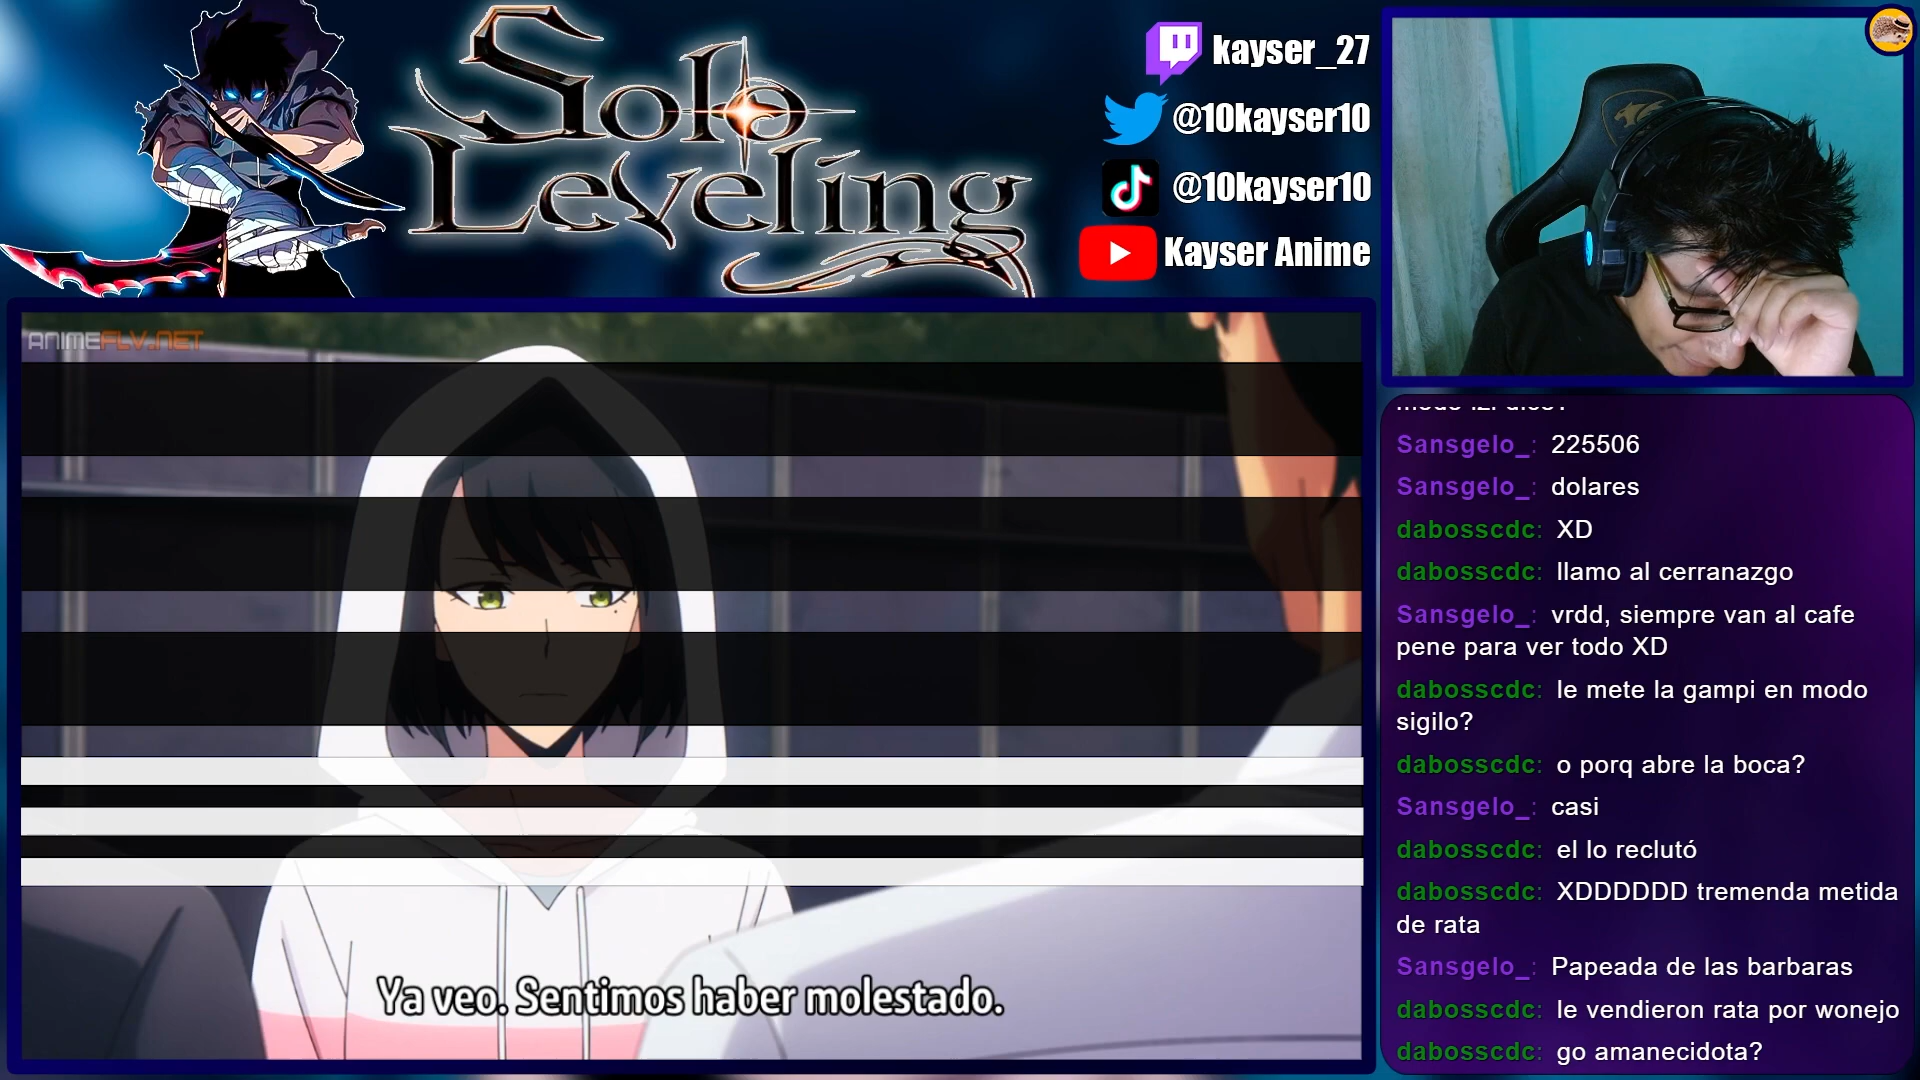 Solo
Leveling
kayser_27
@10kayser10
@10kayser10
Kayser Anime
ANIMEFLV.NET
Ya veo. Sentimos haber molestado.
Sansgelo_: 225506
Sansgelo_: dolares
dabosscdc: XD
dabosscdc: llamo al cerranazgo
Sansgelo_: vrdd, siempre van al cafe
pene para ver todo XD
dabosscdc: le mete la gampi en modo
sigilo?
dabosscdc: o porq abre la boca?
Sansgelo_: casi
dabosscdc: el lo reclutó
dabosscdc: XDDDDDD tremenda metida
de rata
Sansgelo_: Papeada de las barbaras
dabosscdc: le vendieron rata por wonejo
dabosscdc: go amanecidota?